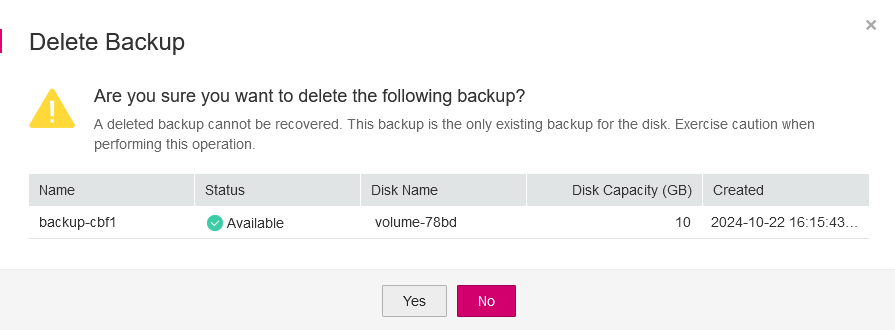 Delete Backup
Are you sure you want to delete the following backup?
A deleted backup cannot be recovered. This backup is the only existing backup for the disk. Exercise caution when
performing this operation.
Name Status Disk Name Disk Capacity (GB) Created
backup-cbf1 Available volume-78bd 10 2024-10-22 16:15:43...
Yes No